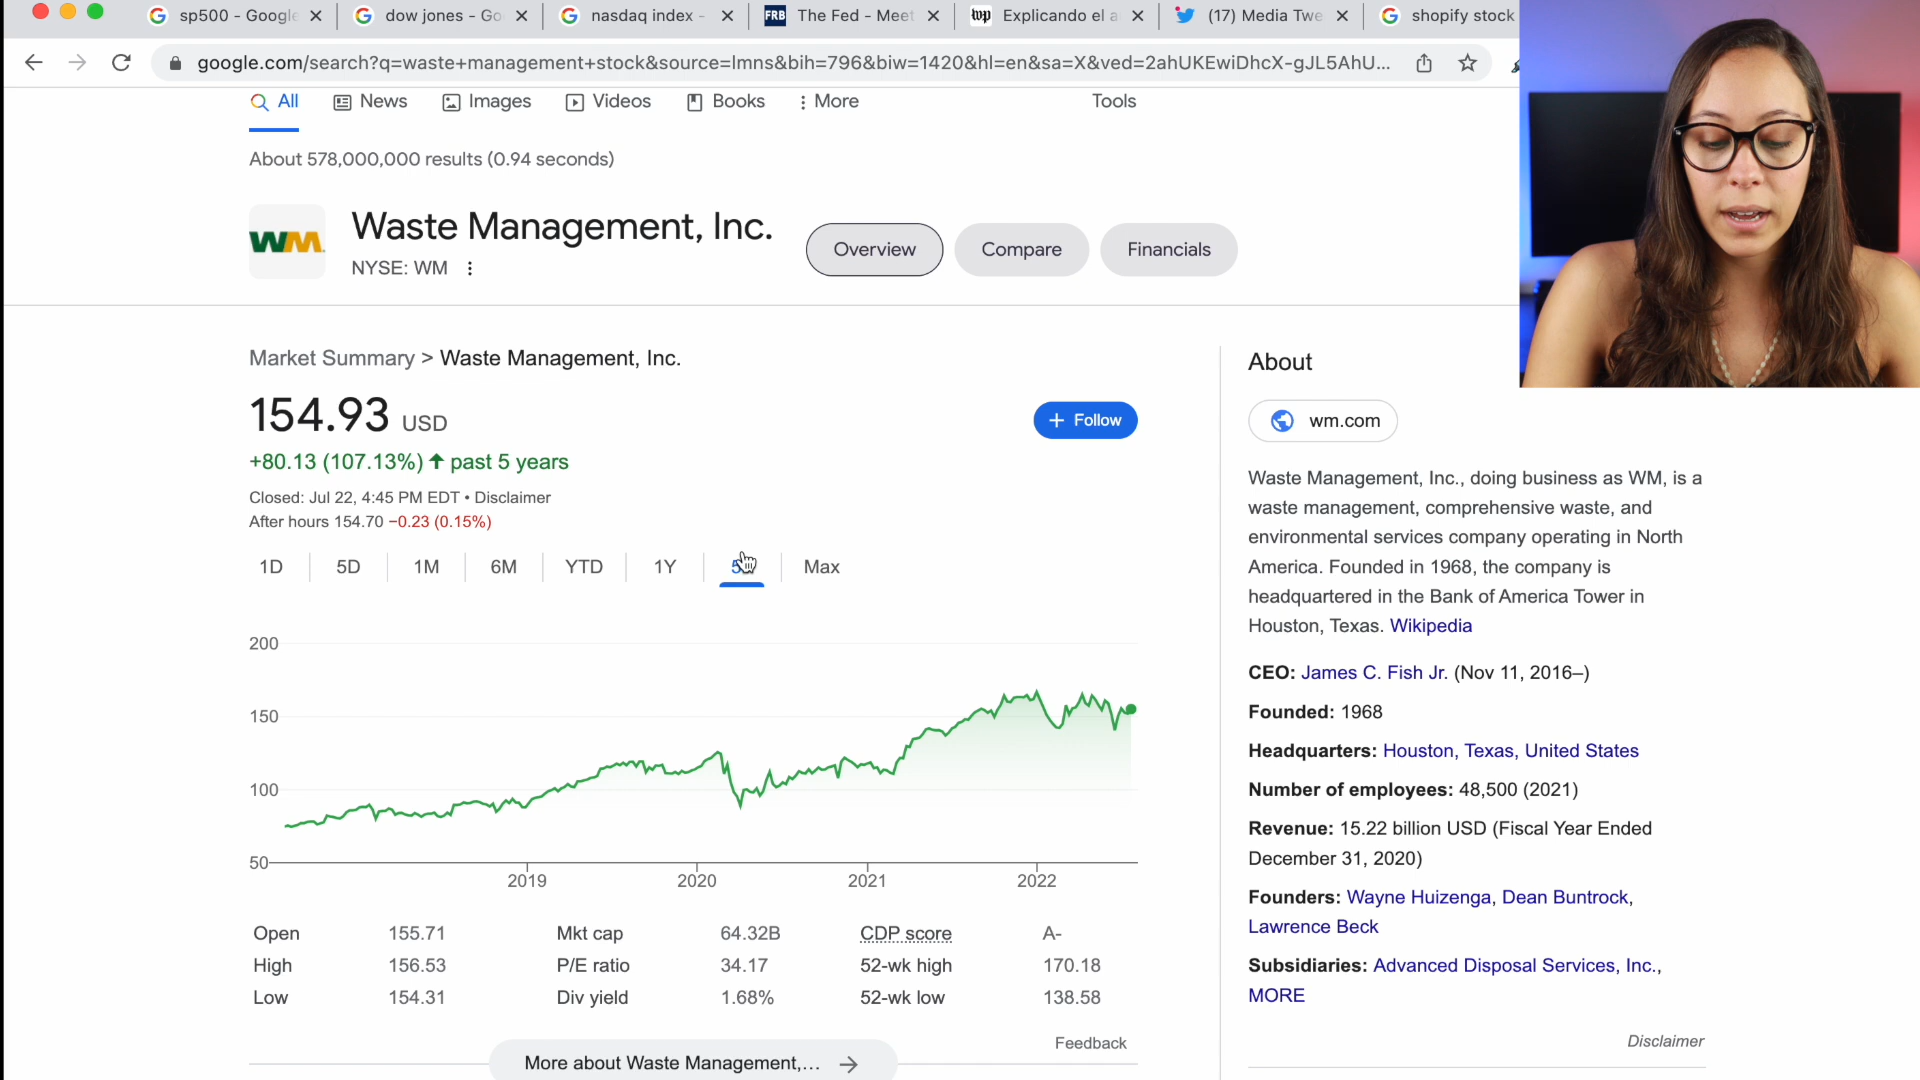 sp500 - Google
dow jones - Go
nasdaq index -
FRB
The Fed - Meet
wp
Explicando el a
(17) Media Twe
shopify stock
google.com/search?q=waste+management+stock&source=lmns&bih=796&biw=1420&hl=en&sa=X&ved=2ahUKEwiDhcX-gJL5AhU...
All
News
Images
Videos
Books
More
Tools
About 578,000,000 results (0.94 seconds)
WM.
Waste Management, Inc.
NYSE: WM
Overview
Compare
Financials
Market Summary > Waste Management, Inc.
154.93 USD
Follow
+80.13 (107.13%) past 5 years
Closed: Jul 22, 4:45 PM EDT • Disclaimer
After hours 154.70 −0.23 (0.15%)
1D
5D
1M
6M
YTD
1Y
Max
200
150
100
50
2019
2020
2021
2022
Open 155.71
High 156.53
Low 154.31
Mkt cap 64.32B
P/E ratio 34.17
Div yield 1.68%
CDP score A-
52-wk high 170.18
52-wk low 138.58
Feedback
More about Waste Management,...
About
wm.com
Waste Management, Inc., doing business as WM, is a
waste management, comprehensive waste, and
environmental services company operating in North
America. Founded in 1968, the company is
headquartered in the Bank of America Tower in
Houston, Texas. Wikipedia
CEO: James C. Fish Jr. (Nov 11, 2016–)
Founded: 1968
Headquarters: Houston, Texas, United States
Number of employees: 48,500 (2021)
Revenue: 15.22 billion USD (Fiscal Year Ended
December 31, 2020)
Founders: Wayne Huizenga, Dean Buntrock,
Lawrence Beck
Subsidiaries: Advanced Disposal Services, Inc.,
MORE
Disclaimer